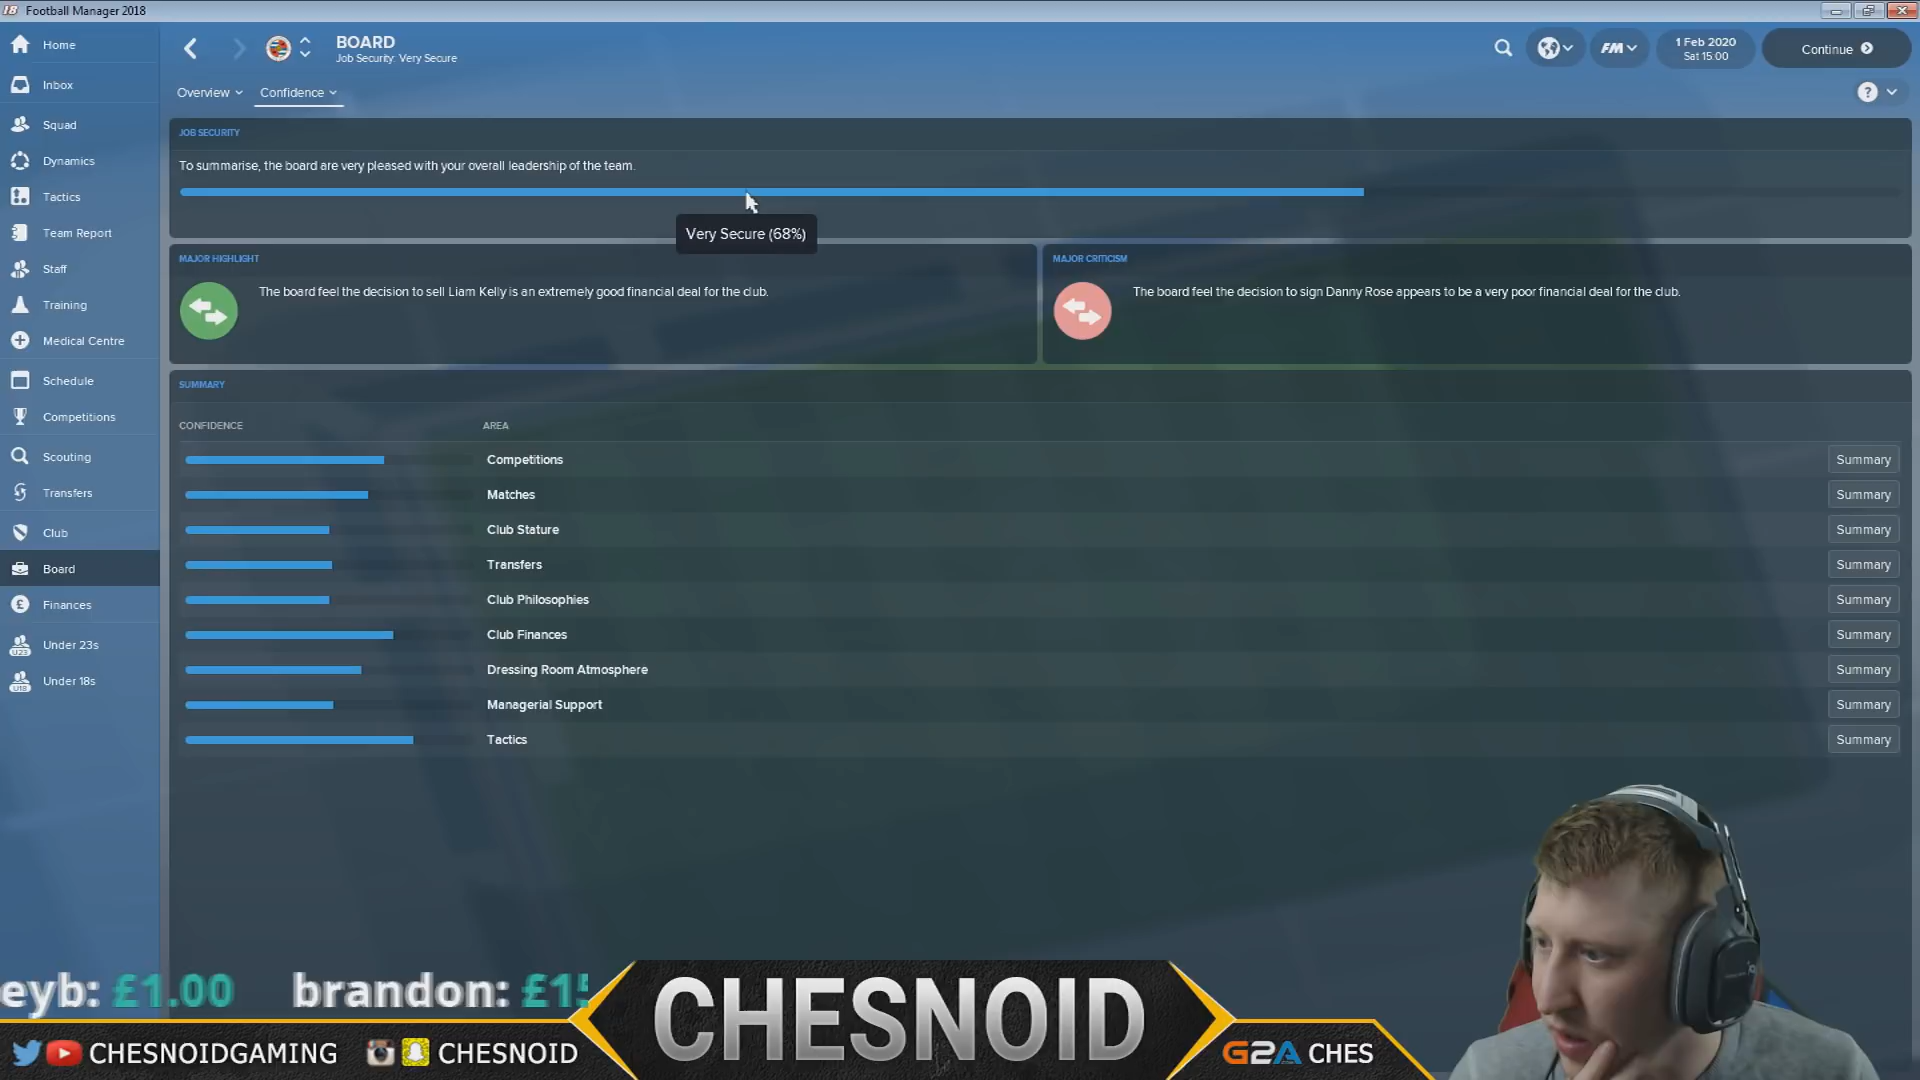 Football Manager 2018
Home
Inbox
Squad
Dynamics
Tactics
Team Report
Staff
Training
Medical Centre
Schedule
Competitions
Scouting
Transfers
Club
Board
Finances
Under 23s
Under 18s
BOARD
Job Security: Very Secure
FM
1 Feb 2020
Sat 15:00
Continue
Overview
Confidence
?
JOB SECURITY
To summarise, the board are very pleased with your overall leadership of the team.
Very Secure (68%)
MAJOR HIGHLIGHT
The board feel the decision to sell Liam Kelly is an extremely good financial deal for the club.
MAJOR CRITICISM
The board feel the decision to sign Danny Rose appears to be a very poor financial deal for the club.
SUMMARY
CONFIDENCE AREA
Competitions Summary
Matches Summary
Club Stature Summary
Transfers Summary
Club Philosophies Summary
Club Finances Summary
Dressing Room Atmosphere Summary
Managerial Support Summary
Tactics Summary
eyb: £1.00 brandon: £15
CHESNOID
CHESNOIDGAMING CHESNOID
G2A CHES